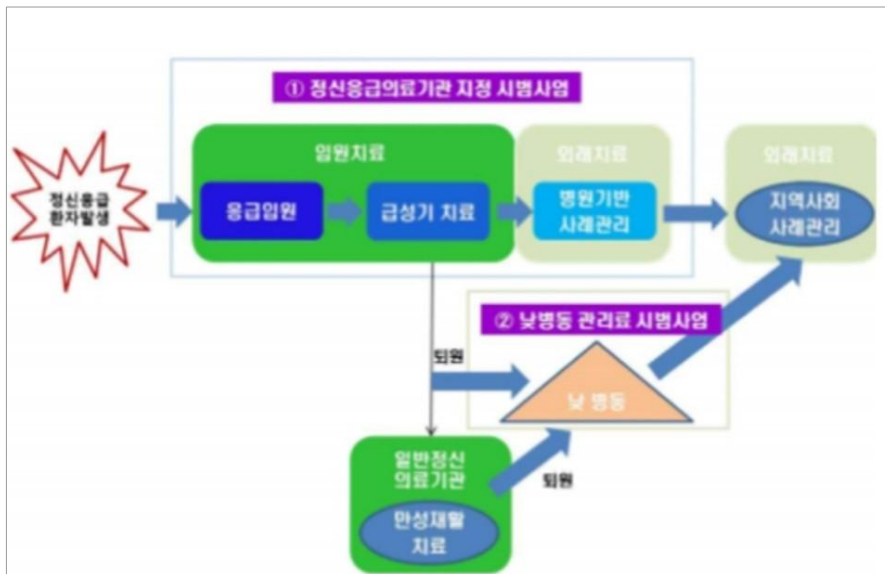 ① 정신응급의료기관 지정 시범사업
입원치료
외래치료
외래치료
정신응급
환자발생
응급입원
급성기 치료
병원기반
사례관리
지역사회
사례관리
② 낮병동 관리료 시범사업
퇴원
낮 병동
일반정신
의료기관
퇴원
만성재활
치료